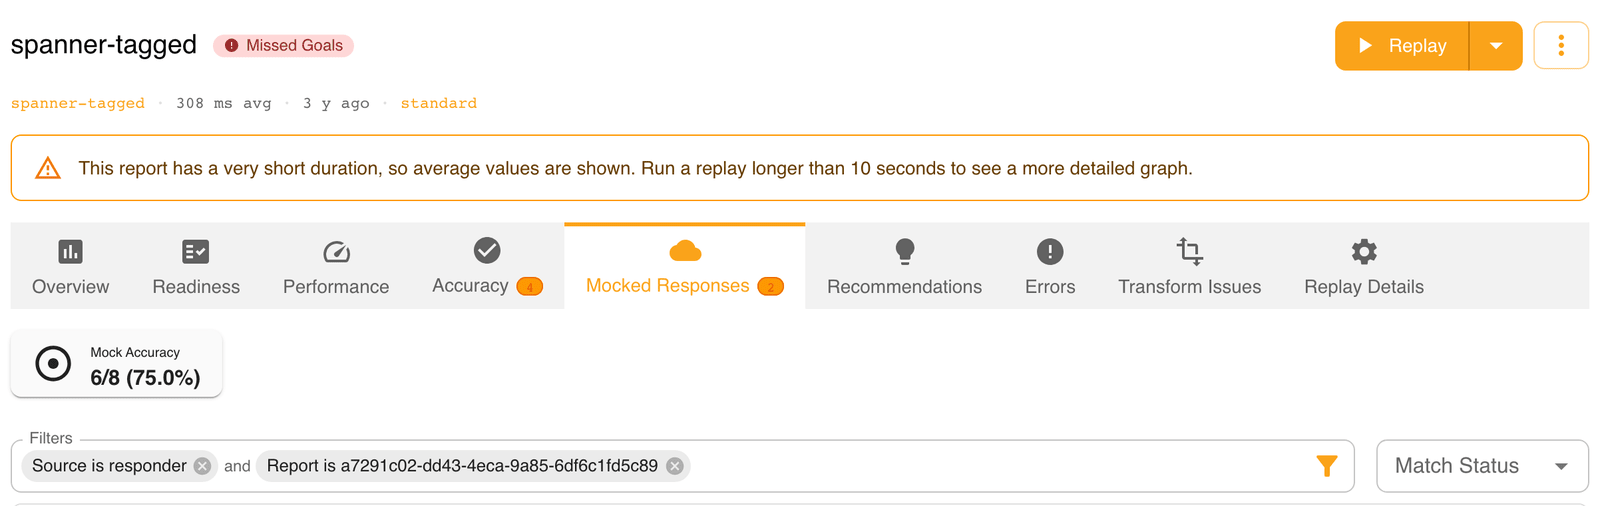 spanner-tagged
Missed Goals
Replay
spanner-tagged · 308 ms avg · 3 y ago · standard
This report has a very short duration, so average values are shown. Run a replay longer than 10 seconds to see a more detailed graph.
Overview
Readiness
Performance
Accuracy 4
Mocked Responses 2
Recommendations
Errors
Transform Issues
Replay Details
Mock Accuracy
6/8 (75.0%)
Filters
Source is responder and Report is a7291c02-dd43-4eca-9a85-6df6c1fd5c89
Match Status